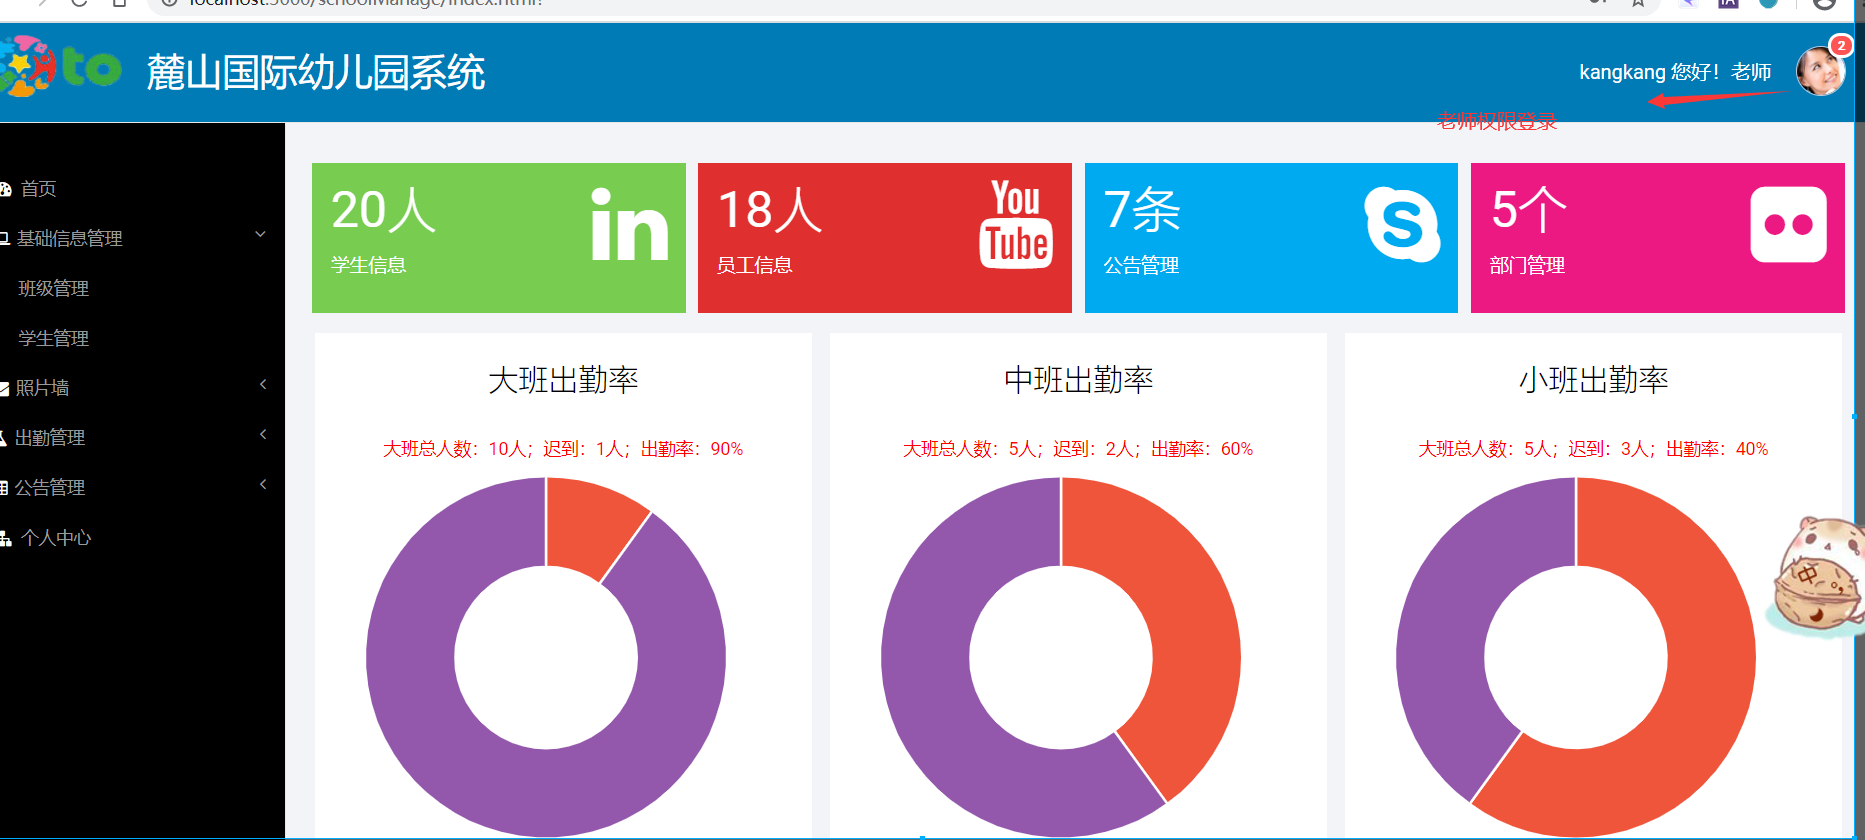 localhost:3000/schoolManage/index.html?
to
麓山国际幼儿园系统
kangkang 您好！老师
2
老师权限登录
首页
基础信息管理
班级管理
学生管理
照片墙
出勤管理
公告管理
个人中心
20人
学生信息
in
18人
员工信息
You
Tube
7条
公告管理
S
5个
部门管理
大班出勤率
大班总人数：10人；迟到：1人；出勤率：90%
中班出勤率
大班总人数：5人；迟到：2人；出勤率：60%
小班出勤率
大班总人数：5人；迟到：3人；出勤率：40%
中